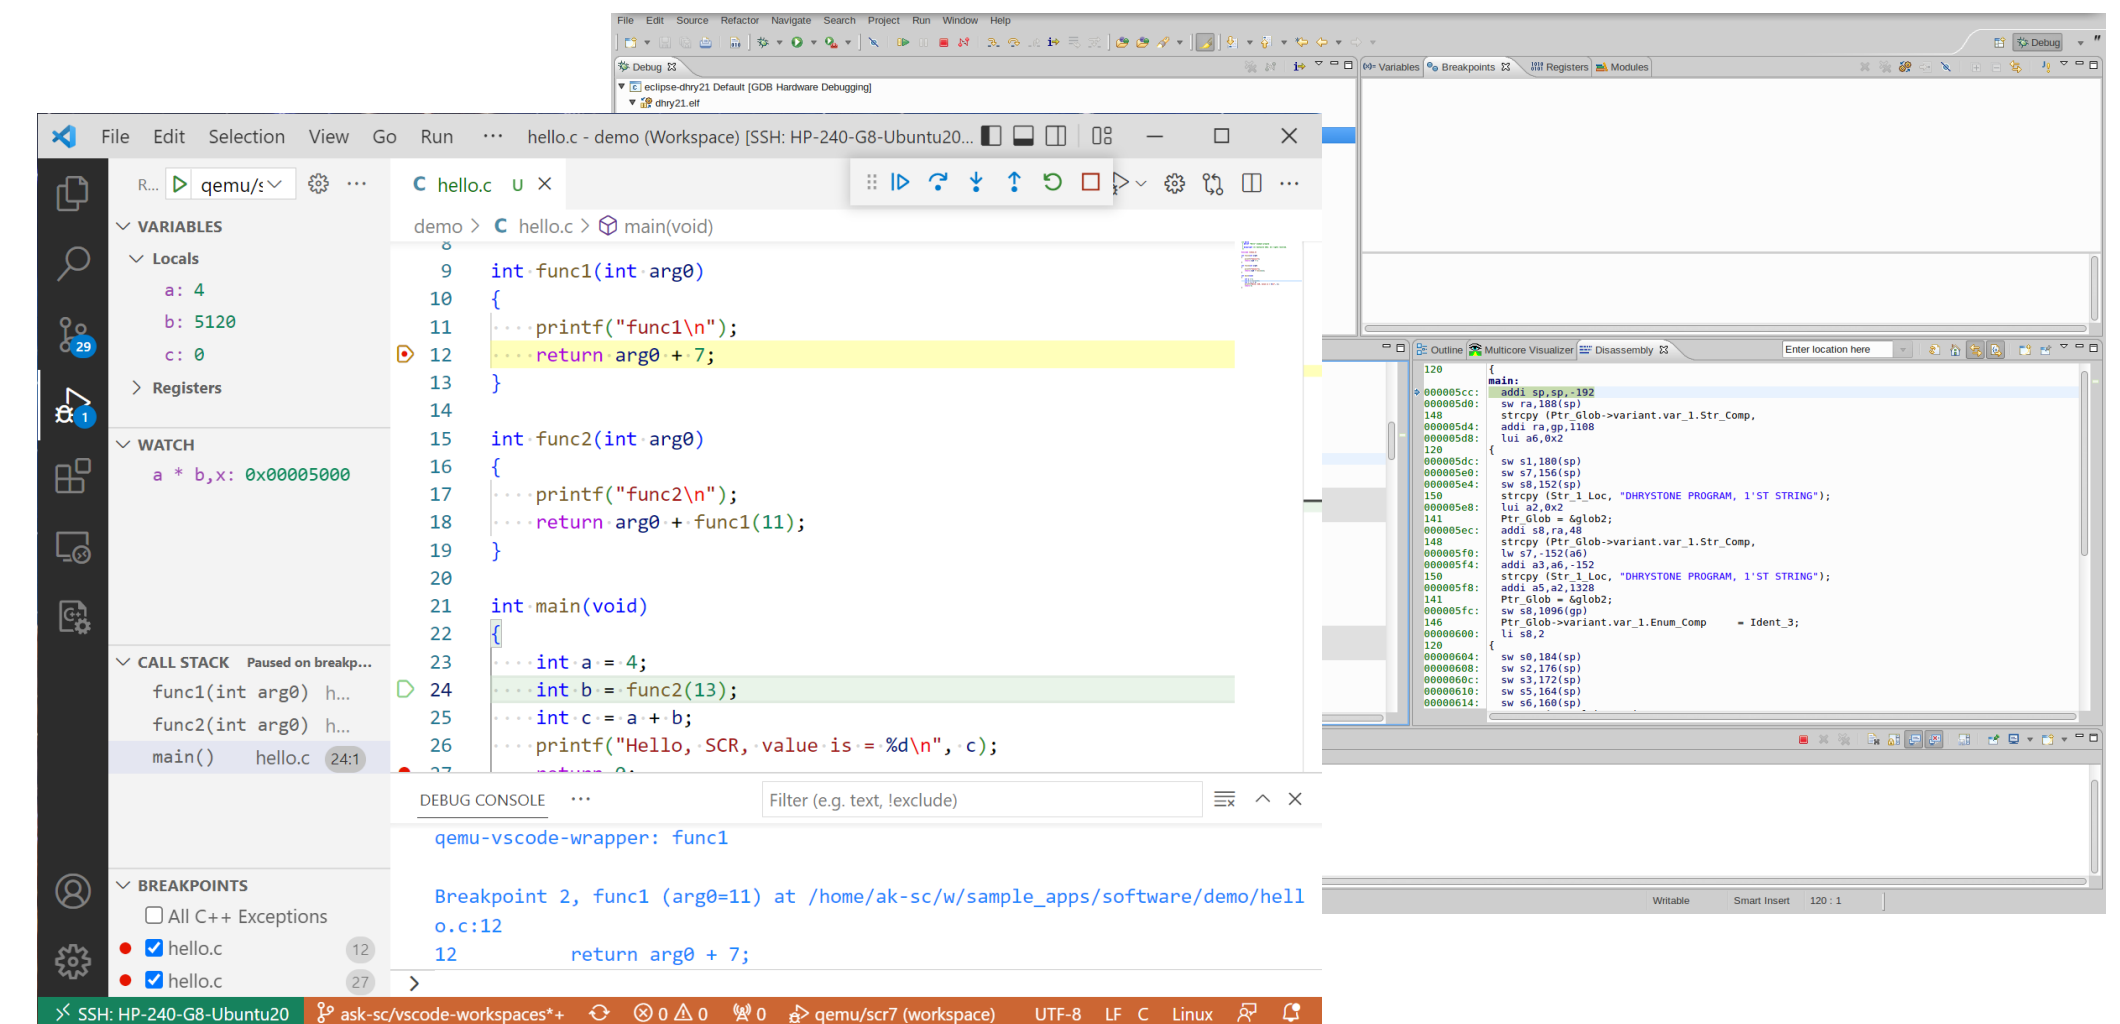 File Edit Source Refactor Navigate Search Project Run Window Help
Debug
Debug
eclipse-dhry21 Default [GDB Hardware Debugging]
dhry21.elf
(x)= Variables Breakpoints Registers Modules
File Edit Selection View Go Run ··· hello.c - demo (Workspace) [SSH: HP-240-G8-Ubuntu20...
R... qemu/s
C hello.c U
demo > C hello.c > main(void)
VARIABLES
Locals
a: 4
b: 5120
c: 0
Registers
WATCH
a * b,x: 0x00005000
CALL STACK Paused on breakp...
func1(int arg0) h...
func2(int arg0) h...
main() hello.c 24:1
BREAKPOINTS
All C++ Exceptions
hello.c 12
hello.c 27
29
1
8
9 int func1(int arg0)
10 {
11 ····printf("func1\n");
12 ····return arg0 + 7;
13 }
14
15 int func2(int arg0)
16 {
17 ····printf("func2\n");
18 ····return arg0 + func1(11);
19 }
20
21 int main(void)
22 {
23 ····int a = 4;
24 ····int b = func2(13);
25 ····int c = a + b;
26 ····printf("Hello, SCR, value is = %d\n", c);
27 ····return 0;
DEBUG CONSOLE ··· Filter (e.g. text, !exclude)
qemu-vscode-wrapper: func1
Breakpoint 2, func1 (arg0=11) at /home/ak-sc/w/sample_apps/software/demo/hell
o.c:12
12 return arg0 + 7;
>
SSH: HP-240-G8-Ubuntu20 ask-sc/vscode-workspaces*+ 0 0 0 qemu/scr7 (workspace) UTF-8 LF C Linux
Outline Multicore Visualizer Disassembly Enter location here
120 {
main:
000005cc: addi sp,sp,-192
000005d0: sw ra,188(sp)
148 strcpy (Ptr_Glob->variant.var_1.Str_Comp,
000005d4: addi ra,gp,1108
000005d8: lui a6,0x2
120 {
000005dc: sw s1,180(sp)
000005e0: sw s7,156(sp)
000005e4: sw s8,152(sp)
150 strcpy (Str_1_Loc, "DHRYSTONE PROGRAM, 1'ST STRING");
000005e8: lui a2,0x2
141 Ptr_Glob = &glob2;
000005ec: addi s8,ra,48
148 strcpy (Ptr_Glob->variant.var_1.Str_Comp,
000005f0: lw s7,-152(a6)
000005f4: addi a3,a6,-152
150 strcpy (Str_1_Loc, "DHRYSTONE PROGRAM, 1'ST STRING");
000005f8: addi a5,a2,1328
141 Ptr_Glob = &glob2;
000005fc: sw s8,1096(gp)
146 Ptr_Glob->variant.var_1.Enum_Comp = Ident_3;
00000600: li s8,2
120 {
00000604: sw s0,184(sp)
00000608: sw s2,176(sp)
0000060c: sw s3,172(sp)
00000610: sw s5,164(sp)
00000614: sw s6,160(sp)
Writable Smart Insert 120 : 1